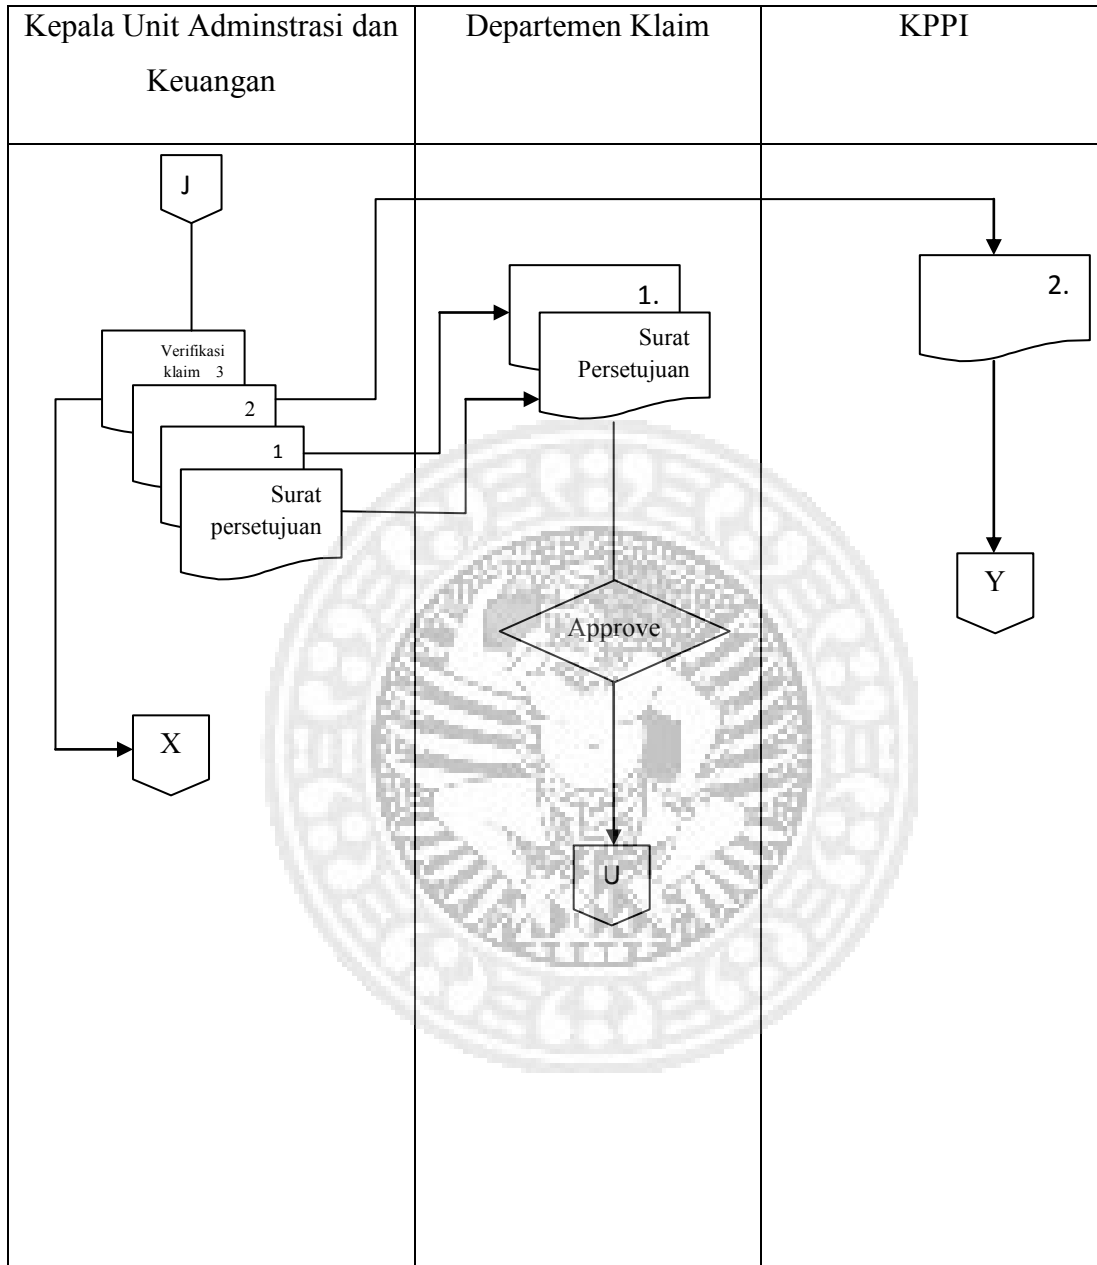 Kepala Unit Adminstrasi dan
Keuangan
Departemen Klaim
KPPI
J
Verifikasi
klaim 3
2
1
Surat
persetujuan
X
1.
Surat
Persetujuan
Approve
U
2.
Y